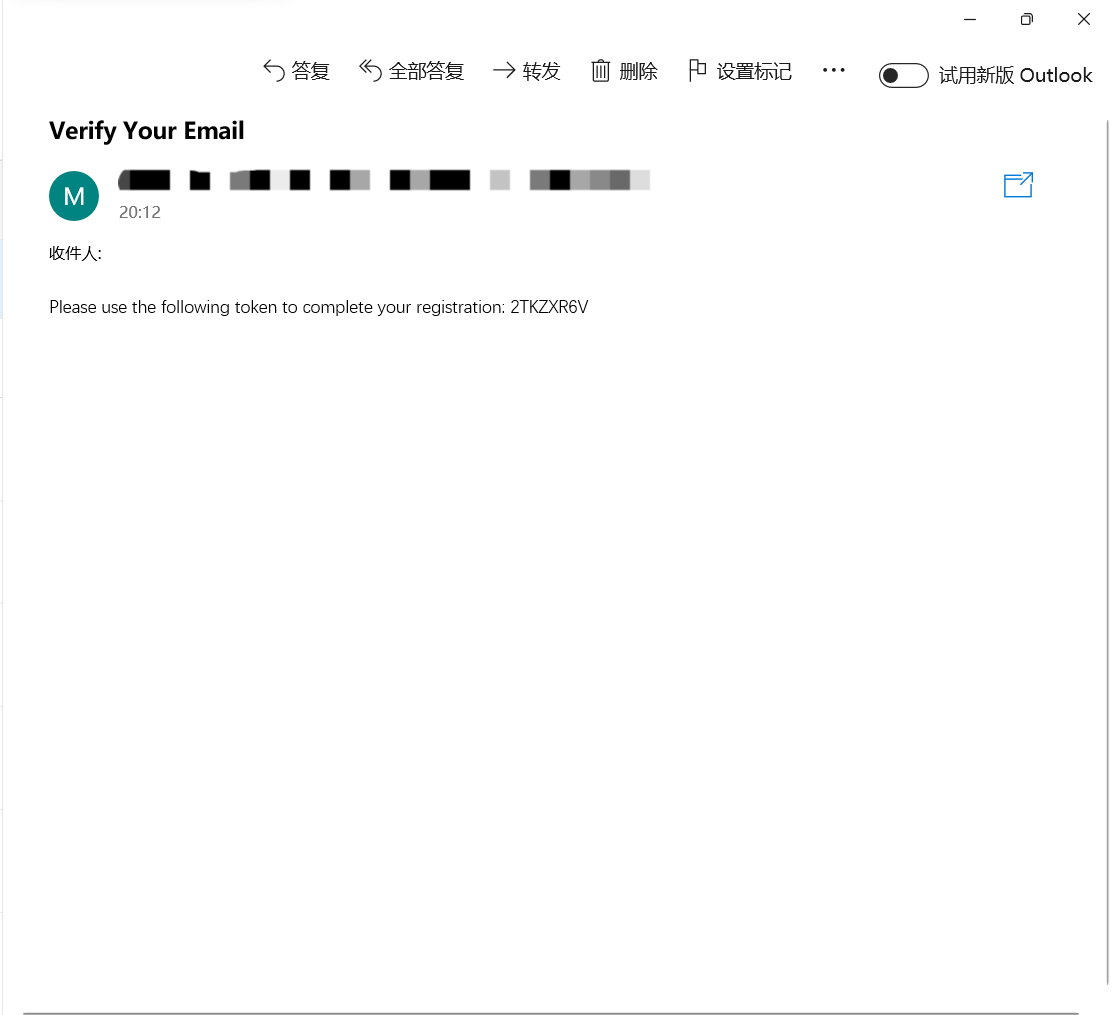 答复 全部答复 转发 删除 设置标记 ··· 试用新版 Outlook
Verify Your Email
M
20:12
收件人:
Please use the following token to complete your registration: 2TKZXR6V